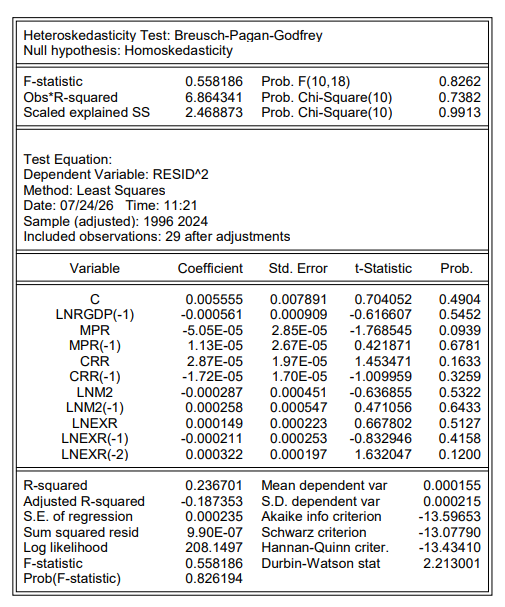 Heteroskedasticity Test: Breusch-Pagan-Godfrey
Null hypothesis: Homoskedasticity
F-statistic 0.558186 Prob. F(10,18) 0.8262
Obs*R-squared 6.864341 Prob. Chi-Square(10) 0.7382
Scaled explained SS 2.468873 Prob. Chi-Square(10) 0.9913
Test Equation:
Dependent Variable: RESID^2
Method: Least Squares
Date: 07/24/26 Time: 11:21
Sample (adjusted): 1996 2024
Included observations: 29 after adjustments
Variable Coefficient Std. Error t-Statistic Prob.
C 0.005555 0.007891 0.704052 0.4904
LNRGDP(-1) -0.000561 0.000909 -0.616607 0.5452
MPR -5.05E-05 2.85E-05 -1.768545 0.0939
MPR(-1) 1.13E-05 2.67E-05 0.421871 0.6781
CRR 2.87E-05 1.97E-05 1.453471 0.1633
CRR(-1) -1.72E-05 1.70E-05 -1.009959 0.3259
LNM2 -0.000287 0.000451 -0.636855 0.5322
LNM2(-1) 0.000258 0.000547 0.471056 0.6433
LNEXR 0.000149 0.000223 0.667802 0.5127
LNEXR(-1) -0.000211 0.000253 -0.832946 0.4158
LNEXR(-2) 0.000322 0.000197 1.632047 0.1200
R-squared 0.236701 Mean dependent var 0.000155
Adjusted R-squared -0.187353 S.D. dependent var 0.000215
S.E. of regression 0.000235 Akaike info criterion -13.59653
Sum squared resid 9.90E-07 Schwarz criterion -13.07790
Log likelihood 208.1497 Hannan-Quinn criter. -13.43410
F-statistic 0.558186 Durbin-Watson stat 2.213001
Prob(F-statistic) 0.826194